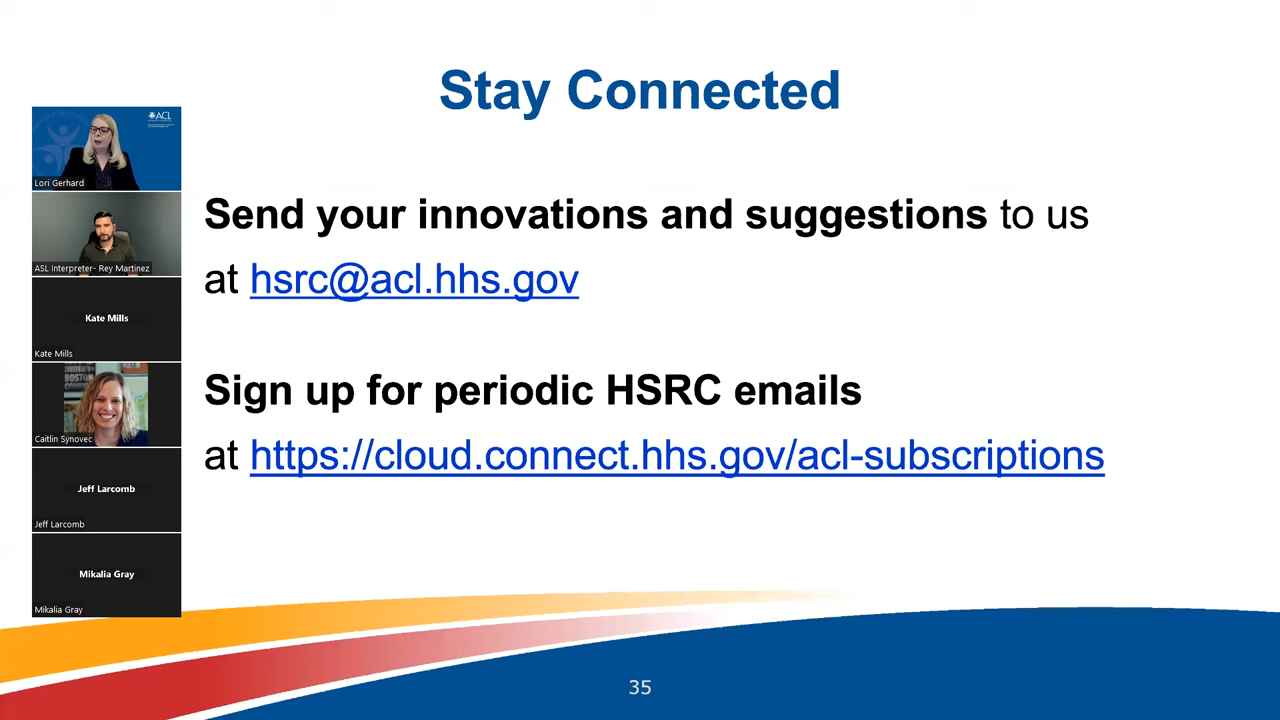 Stay Connected
ACL
Lori Gerhard
Send your innovations and suggestions to us
at hsrc@acl.hhs.gov
ASL Interpreter- Rey Martinez
Kate Mills
Kate Mills
Sign up for periodic HSRC emails
at https://cloud.connect.hhs.gov/acl-subscriptions
BOSTON
Caitlin Synovec
Jeff Larcomb
Jeff Larcomb
Mikalia Gray
Mikalia Gray
35